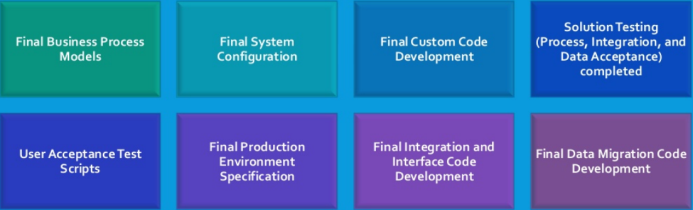 Final Business Process
Models
Final System
Configuration
Final Custom Code
Development
Solution Testing
(Process, Integration, and
Data Acceptance)
completed
User Acceptance Test
Scripts
Final Production
Environment
Specification
Final Integration and
Interface Code
Development
Final Data Migration Code
Development